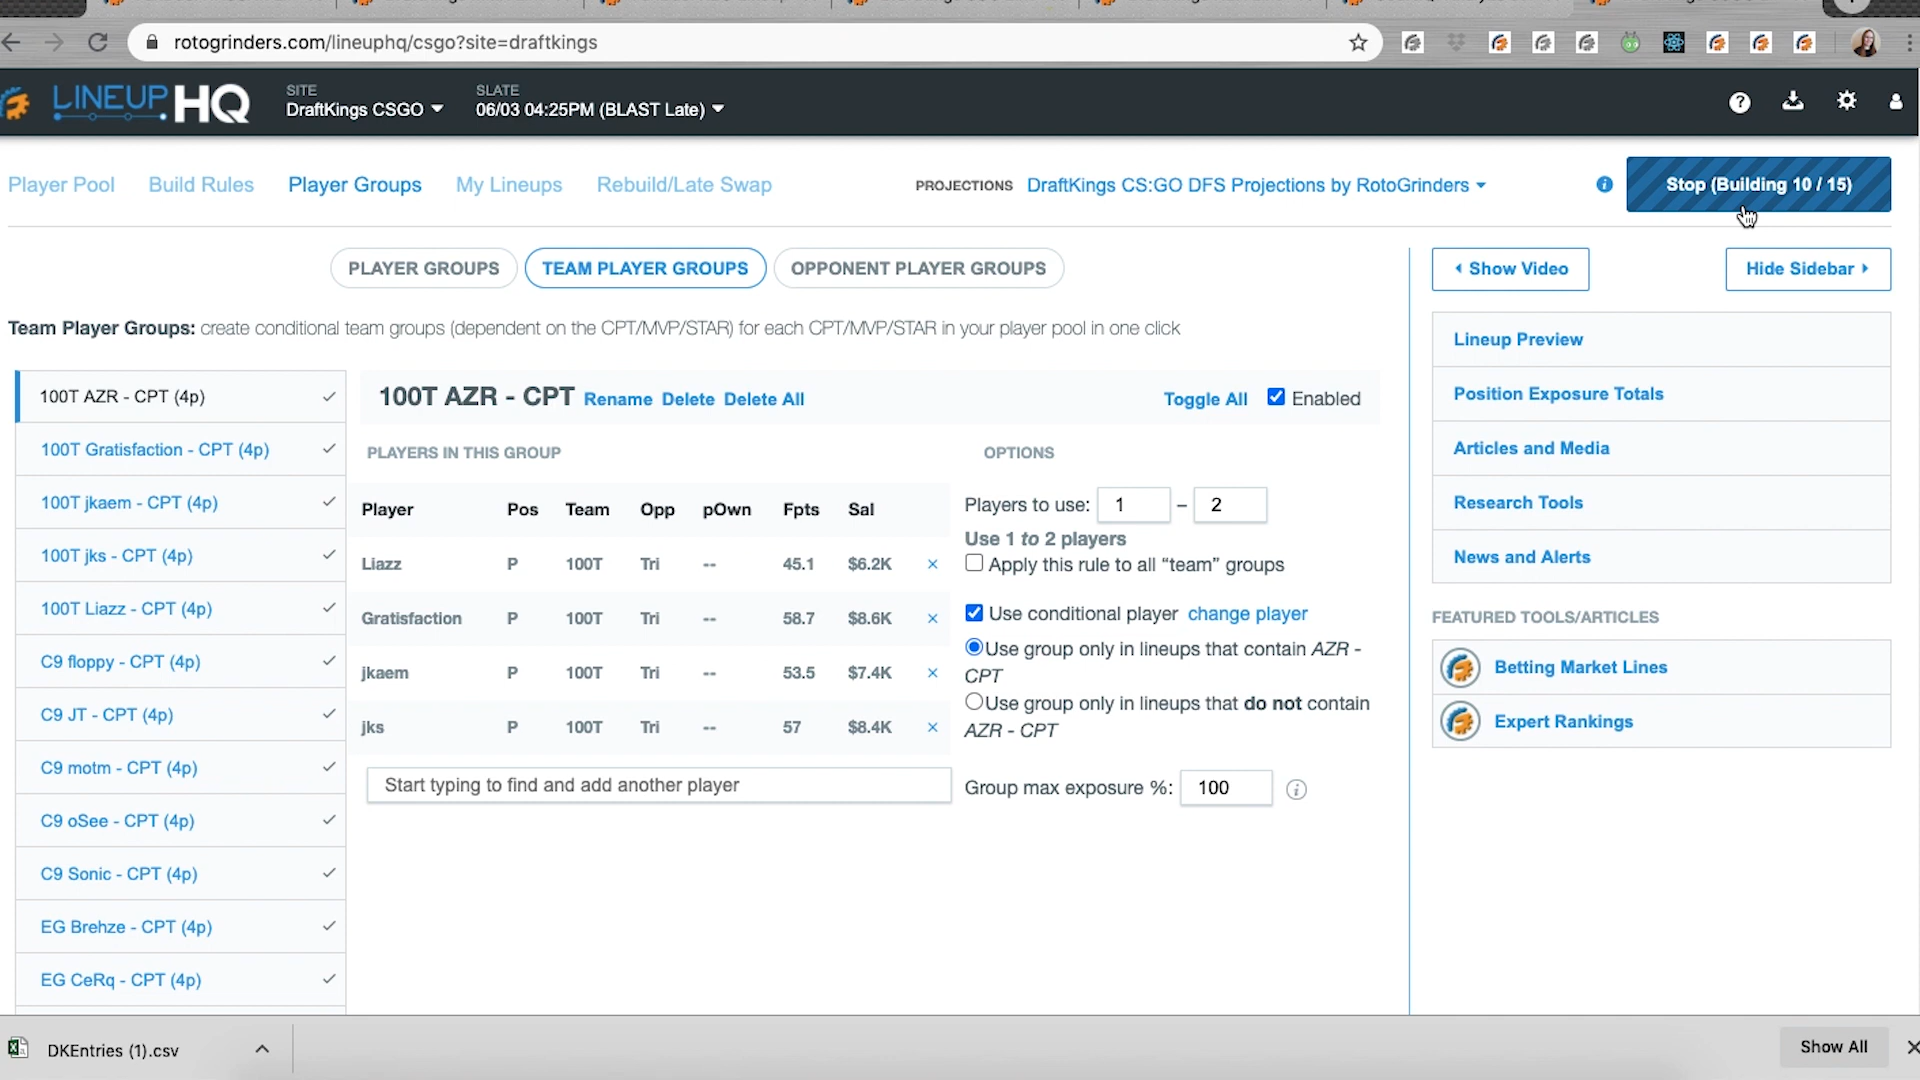 rotogrinders.com/lineuphq/csgo?site=draftkings
LINEUP HQ
SITE
DraftKings CSGO
SLATE
06/03 04:25PM (BLAST Late)
Player Pool
Build Rules
Player Groups
My Lineups
Rebuild/Late Swap
PROJECTIONS DraftKings CS:GO DFS Projections by RotoGrinders
Stop (Building 10 / 15)
PLAYER GROUPS
TEAM PLAYER GROUPS
OPPONENT PLAYER GROUPS
Show Video
Hide Sidebar
Team Player Groups: create conditional team groups (dependent on the CPT/MVP/STAR) for each CPT/MVP/STAR in your player pool in one click
100T AZR - CPT (4p)
100T Gratisfaction - CPT (4p)
100T jkaem - CPT (4p)
100T jks - CPT (4p)
100T Liazz - CPT (4p)
C9 floppy - CPT (4p)
C9 JT - CPT (4p)
C9 motm - CPT (4p)
C9 oSee - CPT (4p)
C9 Sonic - CPT (4p)
EG Brehze - CPT (4p)
EG CeRq - CPT (4p)
100T AZR - CPT Rename Delete Delete All
Toggle All Enabled
PLAYERS IN THIS GROUP
Player Pos Team Opp pOwn Fpts Sal
Liazz P 100T Tri -- 45.1 $6.2K ×
Gratisfaction P 100T Tri -- 58.7 $8.6K ×
jkaem P 100T Tri -- 53.5 $7.4K ×
jks P 100T Tri -- 57 $8.4K ×
Start typing to find and add another player
OPTIONS
Players to use: 1 – 2
Use 1 to 2 players
Apply this rule to all “team” groups
Use conditional player change player
Use group only in lineups that contain AZR -
CPT
Use group only in lineups that do not contain
AZR - CPT
Group max exposure %: 100
Lineup Preview
Position Exposure Totals
Articles and Media
Research Tools
News and Alerts
FEATURED TOOLS/ARTICLES
Betting Market Lines
Expert Rankings
DKEntries (1).csv
Show All